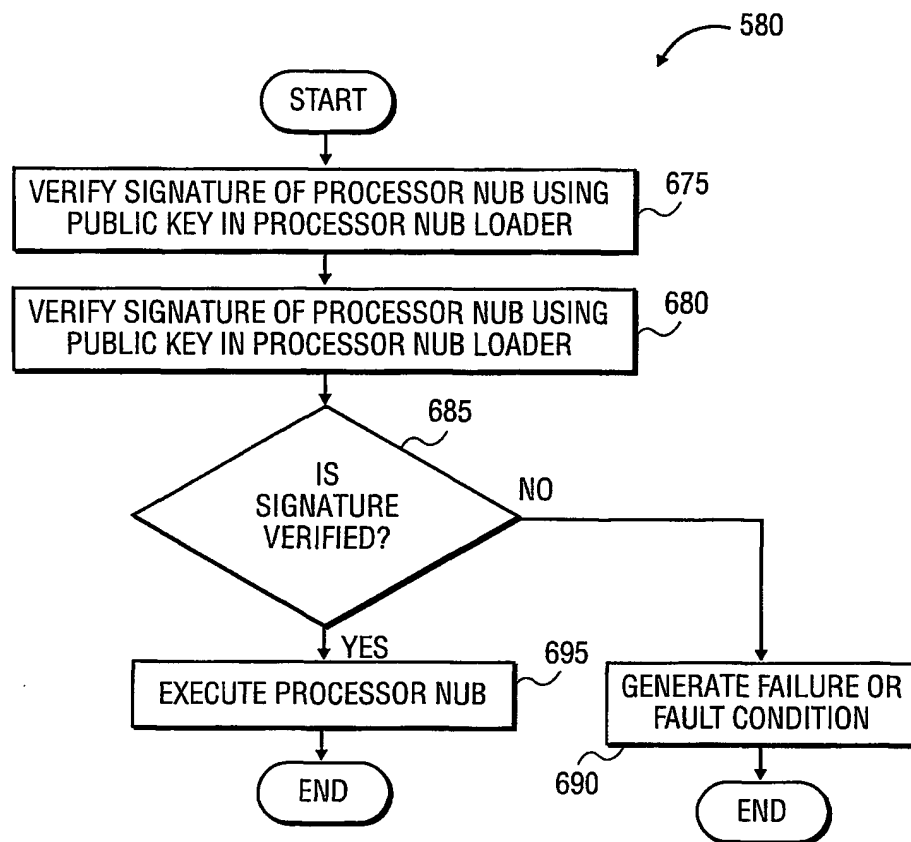 580
START
VERIFY SIGNATURE OF PROCESSOR NUB USING
PUBLIC KEY IN PROCESSOR NUB LOADER
675
VERIFY SIGNATURE OF PROCESSOR NUB USING
PUBLIC KEY IN PROCESSOR NUB LOADER
680
685
IS
SIGNATURE
VERIFIED?
NO
YES
EXECUTE PROCESSOR NUB
695
GENERATE FAILURE OR
FAULT CONDITION
690
END
END